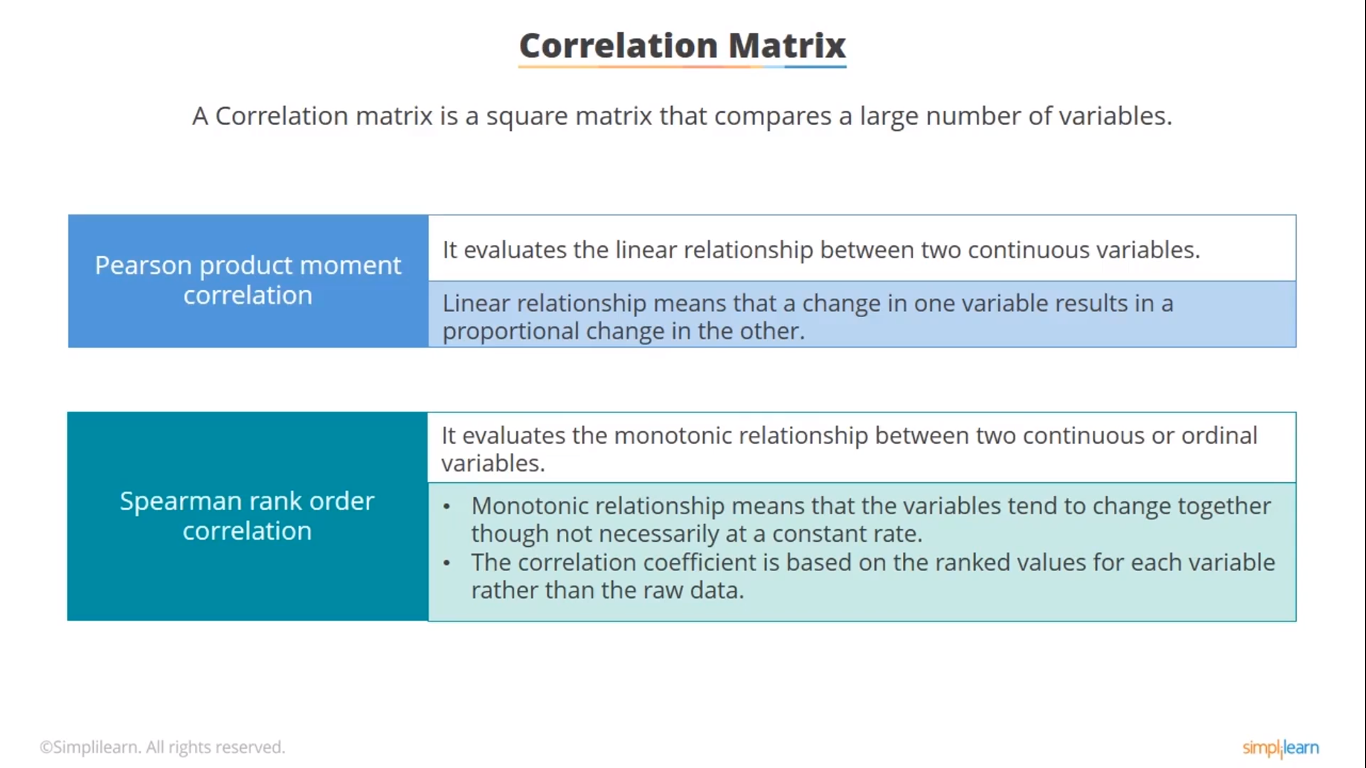 Correlation Matrix
A Correlation matrix is a square matrix that compares a large number of variables.
Pearson product moment
correlation
It evaluates the linear relationship between two continuous variables.
Linear relationship means that a change in one variable results in a
proportional change in the other.
Spearman rank order
correlation
It evaluates the monotonic relationship between two continuous or ordinal
variables.
• Monotonic relationship means that the variables tend to change together
though not necessarily at a constant rate.
• The correlation coefficient is based on the ranked values for each variable
rather than the raw data.
©Simplilearn. All rights reserved.
simplilearn